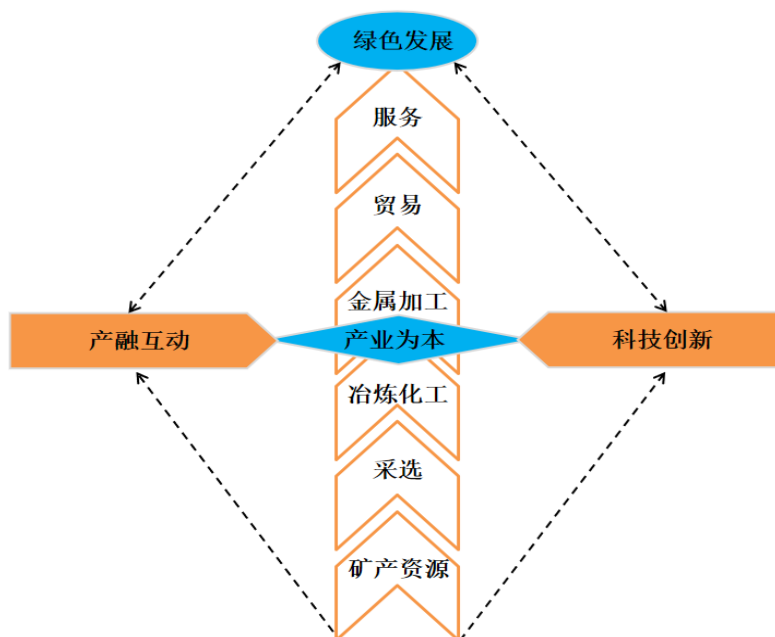 绿色发展
服务
贸易
金属加工
产融互动
产业为本
科技创新
冶炼化工
采选
矿产资源